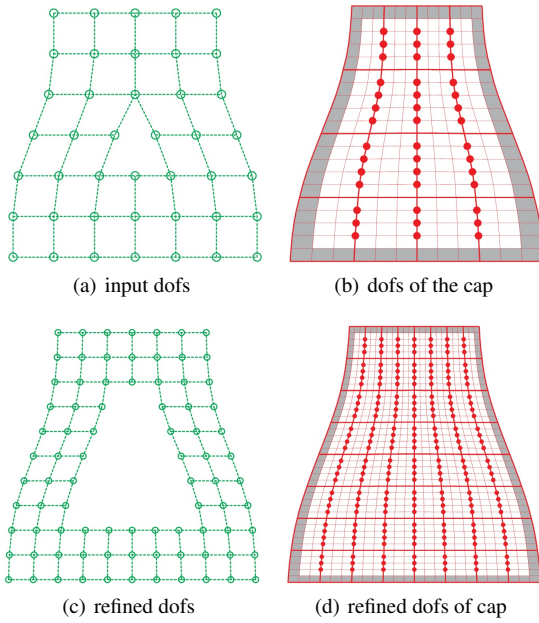 (a) input dofs
(b) dofs of the cap
(c) refined dofs
(d) refined dofs of cap